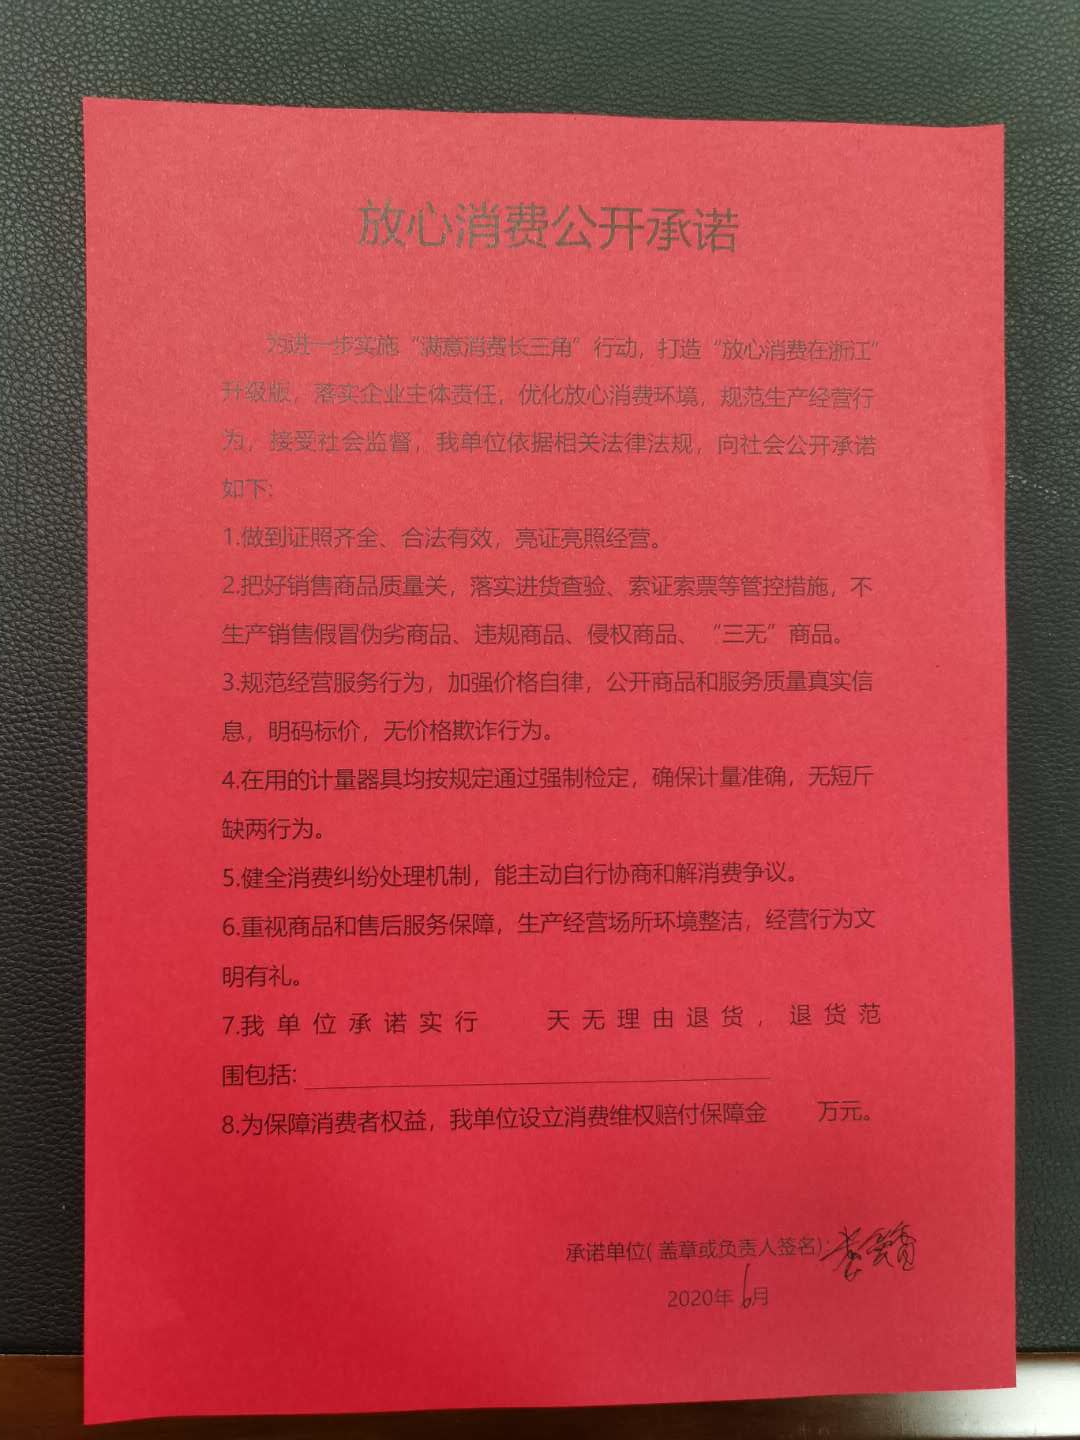 放心消费公开承诺
为进一步实施“满意消费长三角”行动，打造“放心消费在浙江”
升级版，落实企业主体责任，优化放心消费环境，规范生产经营行
为，接受社会监督，我单位依据相关法律法规，向社会公开承诺
如下:
1.做到证照齐全、合法有效，亮证亮照经营。
2.把好销售商品质量关，落实进货查验、索证索票等管控措施，不
生产销售假冒伪劣商品、违规商品、侵权商品、“三无”商品。
3.规范经营服务行为，加强价格自律，公开商品和服务质量真实信
息，明码标价，无价格欺诈行为。
4.在用的计量器具均按规定通过强制检定，确保计量准确，无短斤
缺两行为。
5.健全消费纠纷处理机制，能主动自行协商和解消费争议。
6.重视商品和售后服务保障，生产经营场所环境整洁，经营行为文
明有礼。
7.我单位承诺实行 天无理由退货，退货范
围包括:
8.为保障消费者权益，我单位设立消费维权赔付保障金 万元。
承诺单位(盖章或负责人签名):
2020年6月